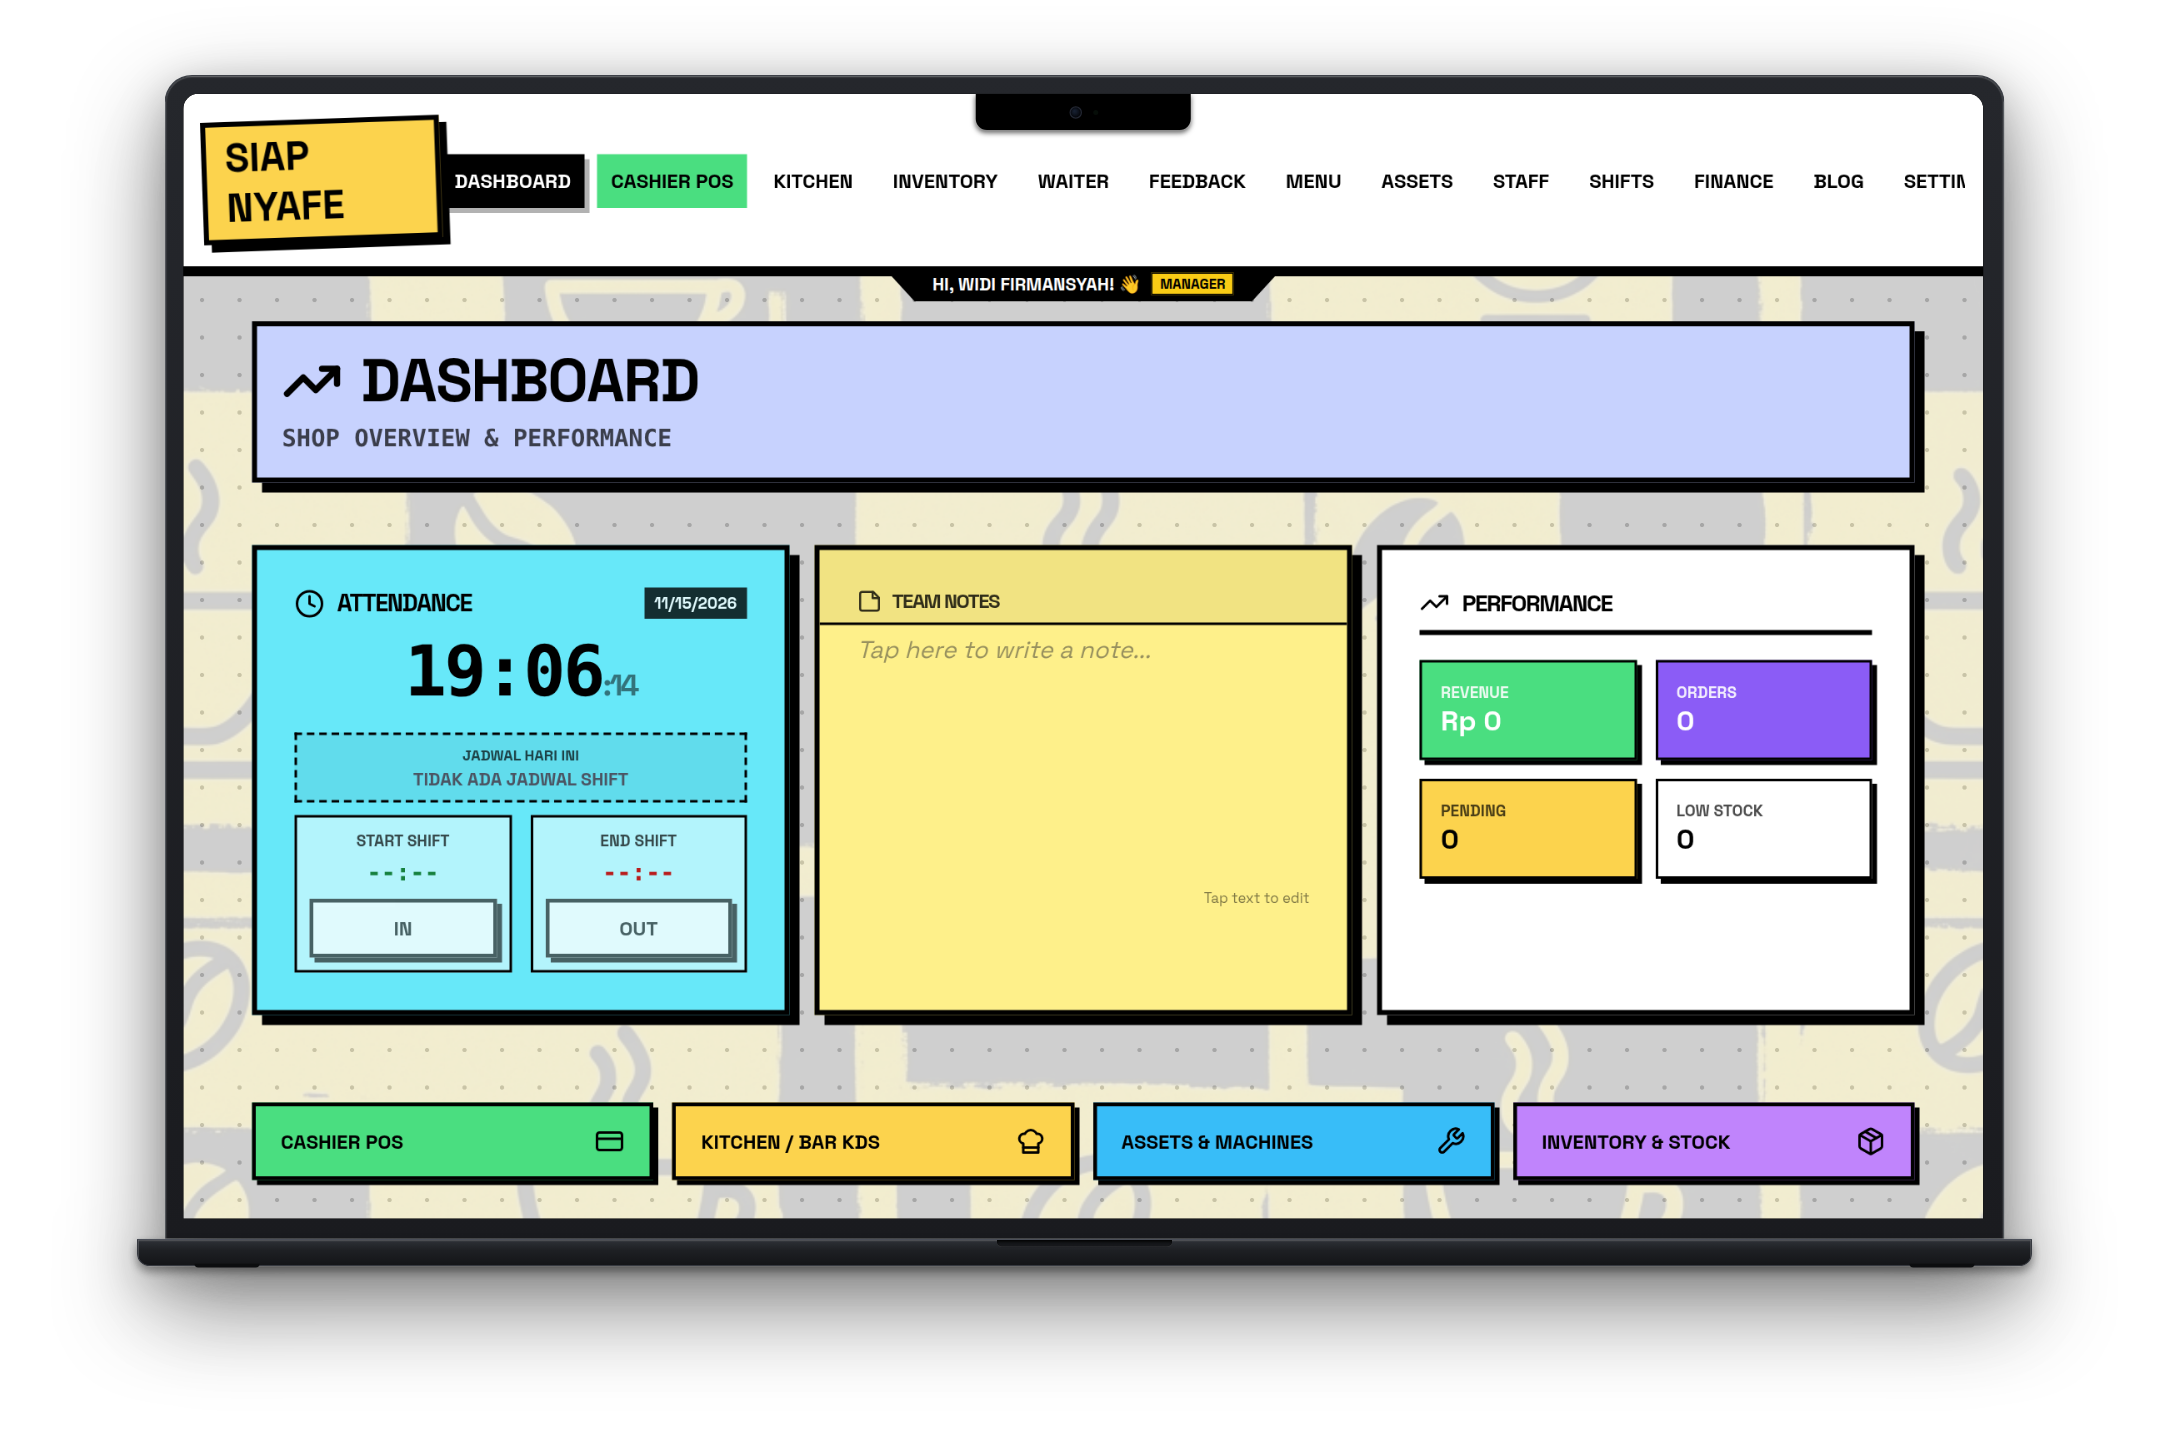 SIAP
NYAFE
DASHBOARD
CASHIER POS
KITCHEN
INVENTORY
WAITER
FEEDBACK
MENU
ASSETS
STAFF
SHIFTS
FINANCE
BLOG
SETTIN
HI, WIDI FIRMANSYAH! 👋 MANAGER
DASHBOARD
SHOP OVERVIEW & PERFORMANCE
ATTENDANCE
11/15/2026
19:06:14
JADWAL HARI INI
TIDAK ADA JADWAL SHIFT
START SHIFT
--:--
IN
END SHIFT
--:--
OUT
TEAM NOTES
Tap here to write a note...
Tap text to edit
PERFORMANCE
REVENUE
Rp 0
ORDERS
0
PENDING
0
LOW STOCK
0
CASHIER POS
KITCHEN / BAR KDS
ASSETS & MACHINES
INVENTORY & STOCK